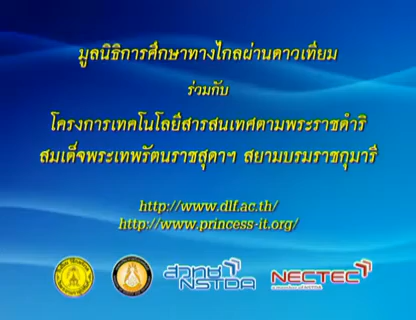 มูลนิธิการศึกษาทางไกลผ่านดาวเทียม
ร่วมกับ
โครงการเทคโนโลยีสารสนเทศตามพระราชดำริ
สมเด็จพระเทพรัตนราชสุดาฯ สยามบรมราชกุมารี
http://www.dlf.ac.th/
http://www.princess-it.org/
สวทช
NSTDA
NECTEC